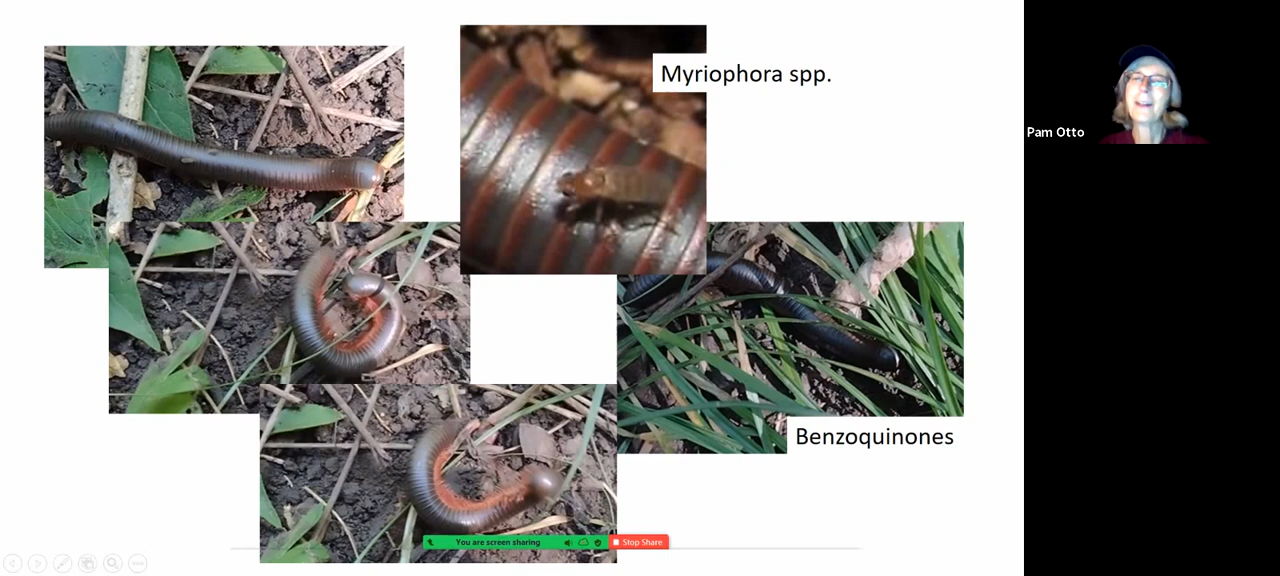 Myriophora spp.
Pam Otto
Benzoquinones
You are screen sharing
Stop Share